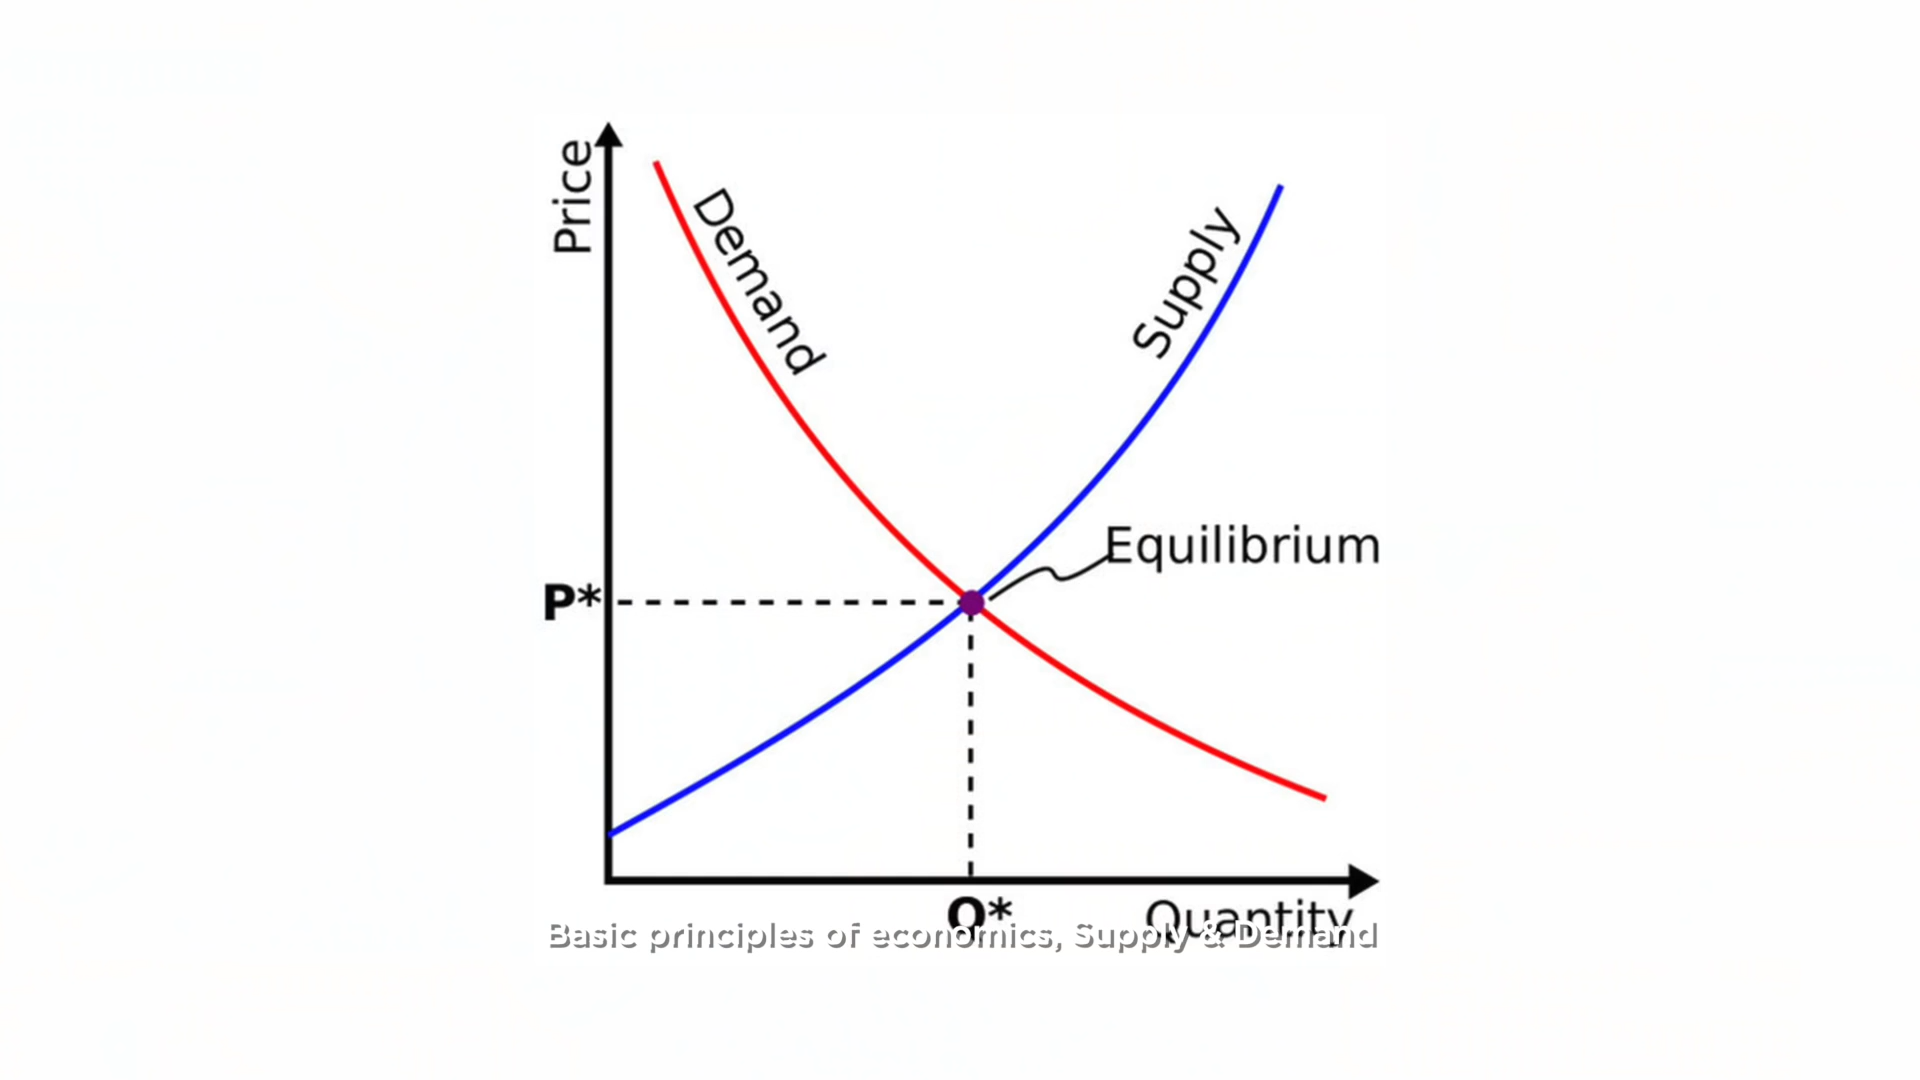 Price
Demand
Supply
Equilibrium
P*
Q*
Quantity
Basic principles of economics, Supply & Demand